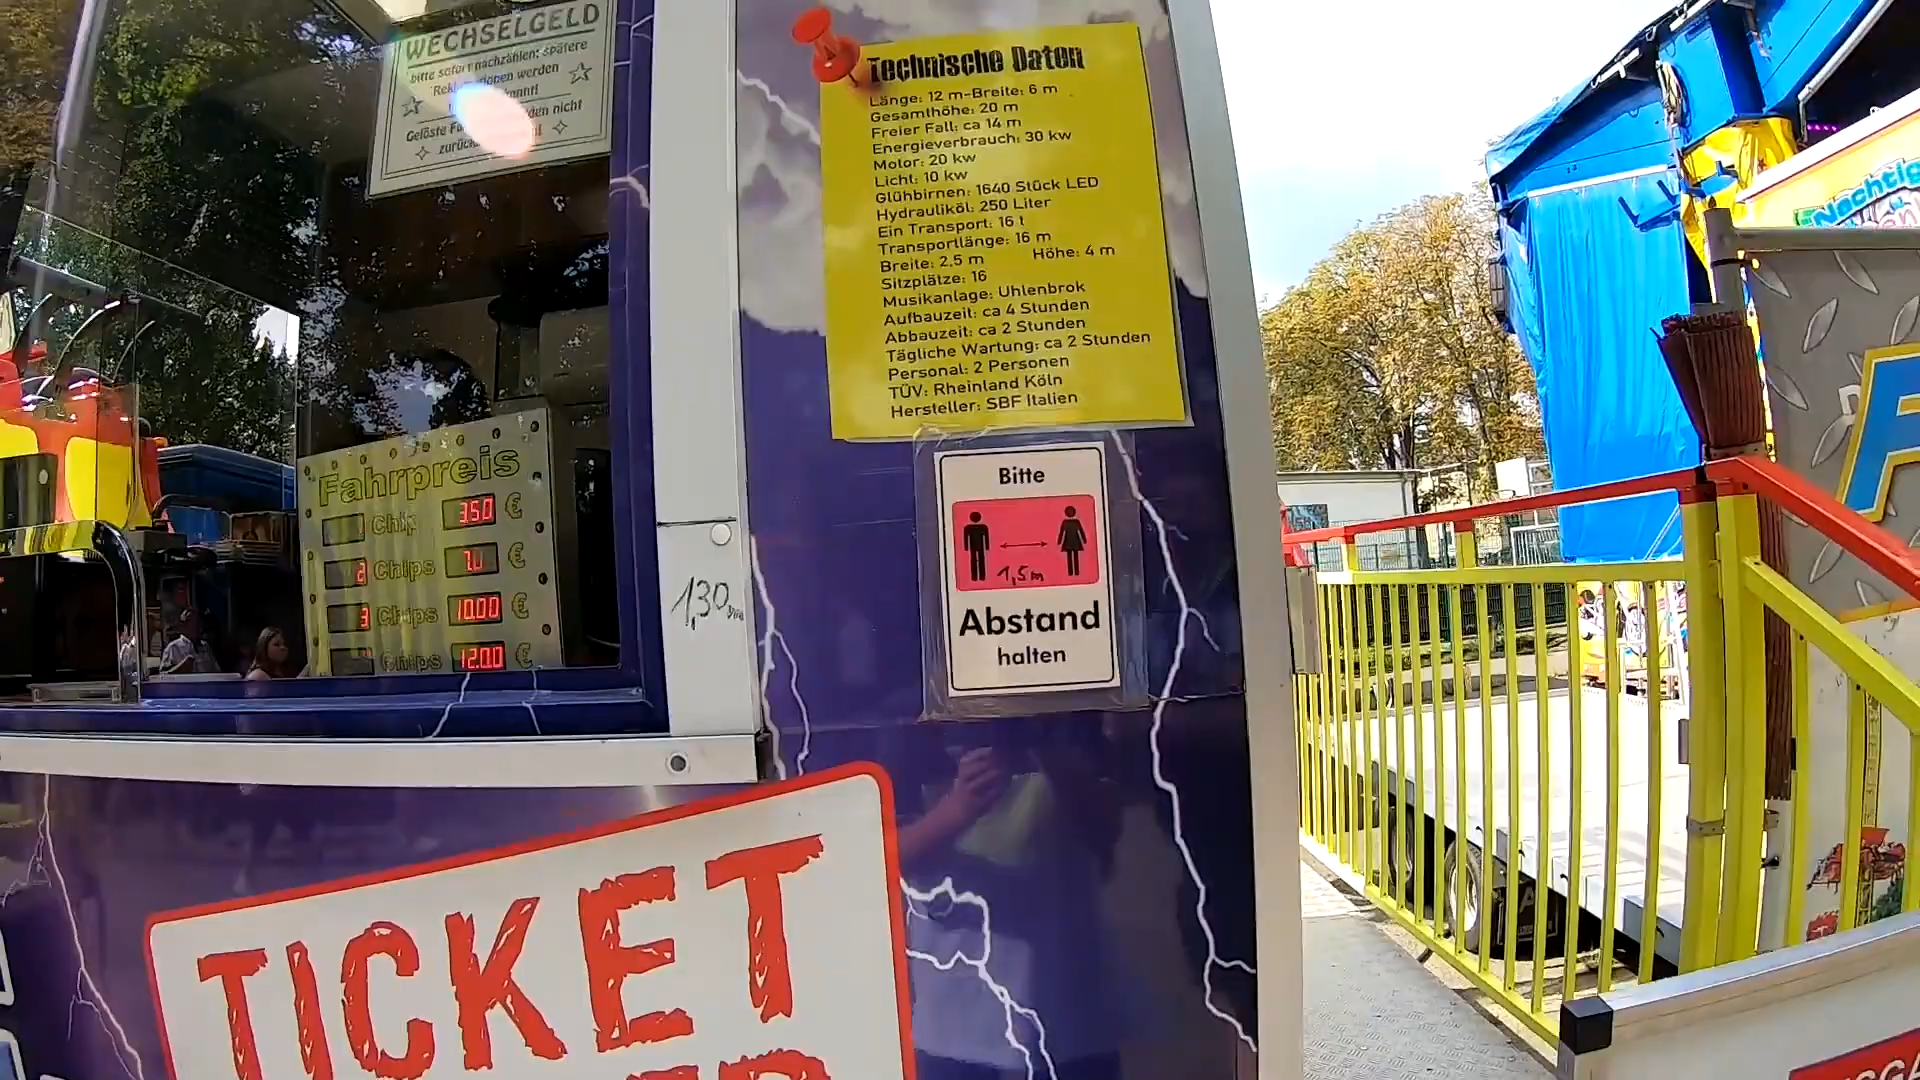 WECHSELGELD
bitte sofort nachzählen; spätere
werden
den nicht
Gelöste
Fahrpreis
Chip 3.50 €
2 Chips €
3 Chips 10.00 €
Chips 12.00 €
Technische Daten
Länge: 12 m-Breite: 6 m
Gesamthöhe: 20 m
Freier Fall: ca 14 m
Energieverbrauch: 30 kw
Motor: 20 kw
Licht: 10 kw
Glühbirnen: 1640 Stück LED
Hydrauliköl: 250 Liter
Ein Transport: 16 t
Transportlänge: 16 m
Breite: 2,5 m Höhe: 4 m
Sitzplätze: 16
Musikanlage: Uhlenbrok
Aufbauzeit: ca 4 Stunden
Abbauzeit: ca 2 Stunden
Tägliche Wartung: ca 2 Stunden
Personal: 2 Personen
TÜV: Rheinland Köln
Hersteller: SBF Italien
Bitte
1,5m
Abstand
halten
1,30
TICKET